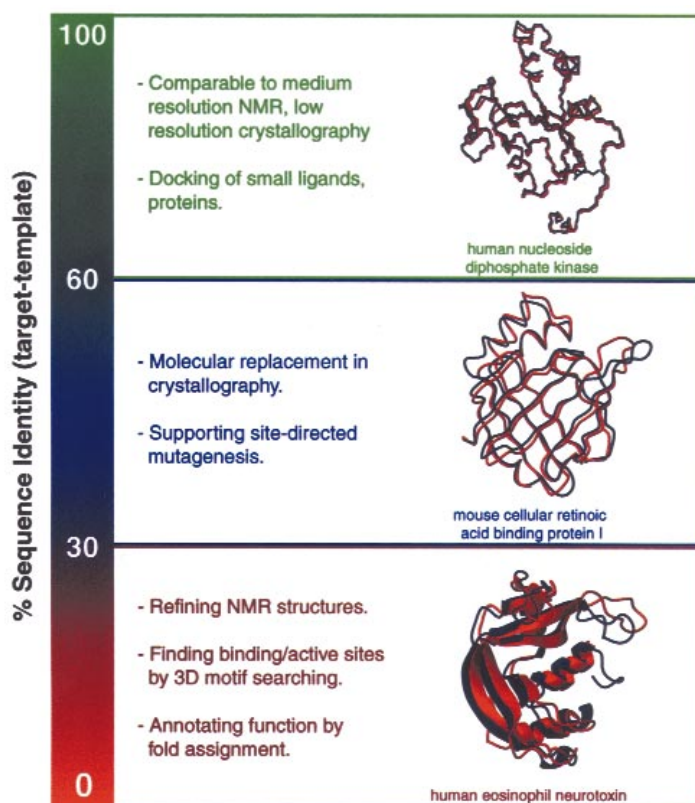 % Sequence Identity (target-template)
100
- Comparable to medium
resolution NMR, low
resolution crystallography
- Docking of small ligands,
proteins.
human nucleoside
diphosphate kinase
60
- Molecular replacement in
crystallography.
- Supporting site-directed
mutagenesis.
mouse cellular retinoic
acid binding protein I
30
- Refining NMR structures.
- Finding binding/active sites
by 3D motif searching.
- Annotating function by
fold assignment.
human eosinophil neurotoxin
0